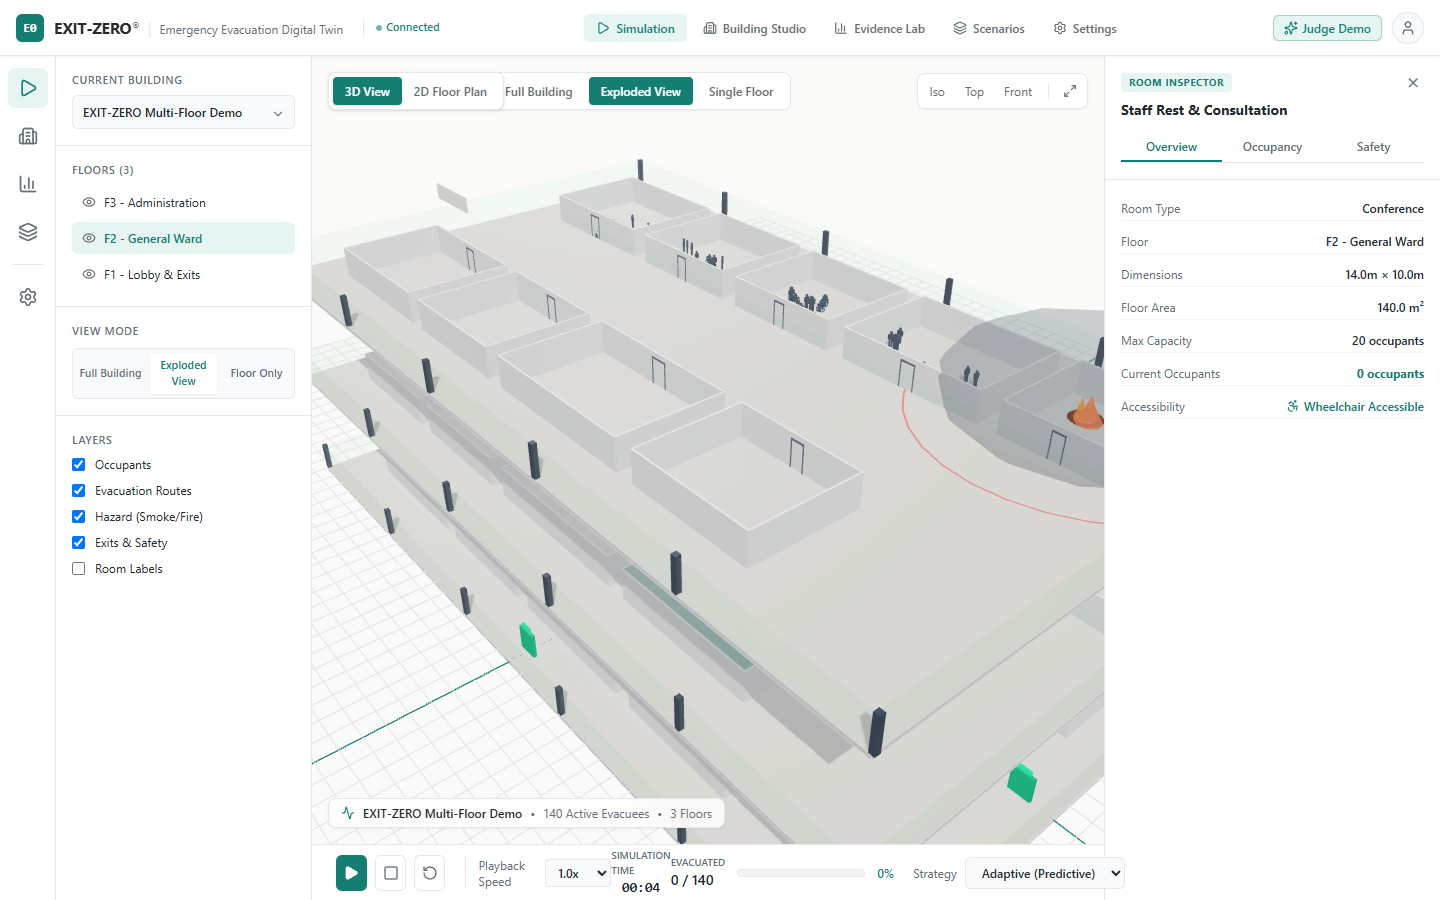 E0 EXIT-ZERO® Emergency Evacuation Digital Twin Connected Simulation Building Studio Evidence Lab Scenarios Settings Judge Demo
CURRENT BUILDING
EXIT-ZERO Multi-Floor Demo
FLOORS (3)
F3 - Administration
F2 - General Ward
F1 - Lobby & Exits
VIEW MODE
Full Building
Exploded
View
Floor Only
LAYERS
Occupants
Evacuation Routes
Hazard (Smoke/Fire)
Exits & Safety
Room Labels
3D View 2D Floor Plan Full Building Exploded View Single Floor
Iso Top Front
EXIT-ZERO Multi-Floor Demo • 140 Active Evacuees • 3 Floors
Playback
Speed
1.0x
SIMULATION
TIME
00:04
EVACUATED
0 / 140
0%
Strategy
Adaptive (Predictive)
ROOM INSPECTOR
Staff Rest & Consultation
Overview Occupancy Safety
Room Type Conference
Floor F2 - General Ward
Dimensions 14.0m × 10.0m
Floor Area 140.0 m²
Max Capacity 20 occupants
Current Occupants 0 occupants
Accessibility Wheelchair Accessible